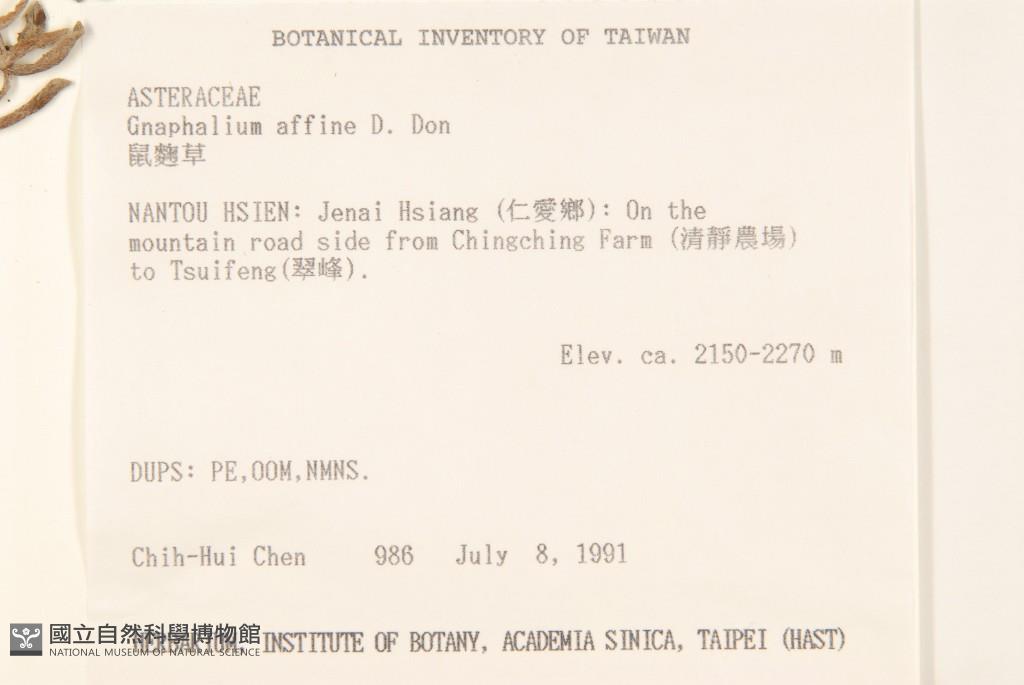 BOTANICAL INVENTORY OF TAIWAN
ASTERACEAE
Gnaphalium affine D. Don
鼠麴草
NANTOU HSIEN: Jenai Hsiang (仁愛鄉): On the
mountain road side from Chingching Farm (清靜農場)
to Tsuifeng(翠峰).
Elev. ca. 2150-2270 m
DUPS: PE,OOM,NMNS.
Chih-Hui Chen 986 July 8, 1991
HERBARIUM, INSTITUTE OF BOTANY, ACADEMIA SINICA, TAIPEI (HAST)
國立自然科學博物館
NATIONAL MUSEUM OF NATURAL SCIENCE